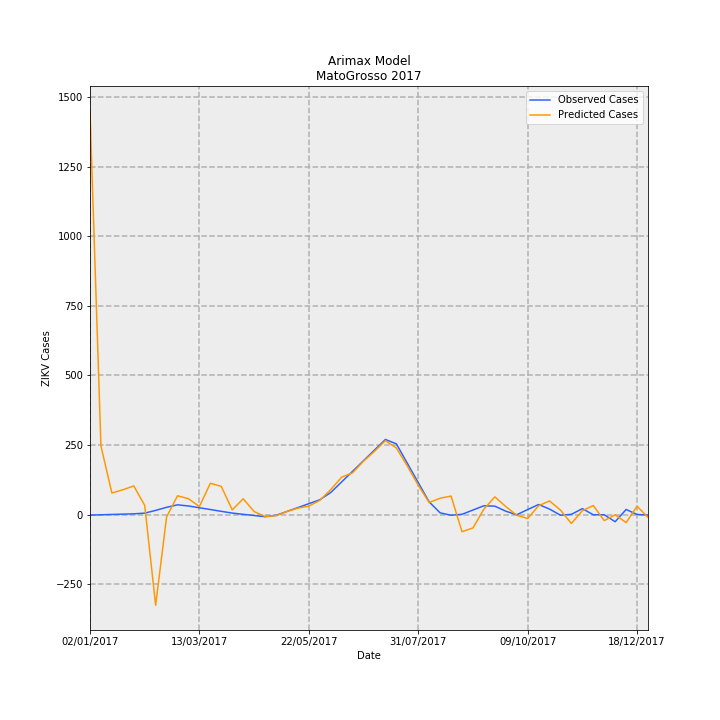 Arimax Model
MatoGrosso 2017
Observed Cases
Predicted Cases
1500
1250
1000
750
500
250
0
−250
ZIKV Cases
02/01/2017
13/03/2017
22/05/2017
31/07/2017
09/10/2017
18/12/2017
Date